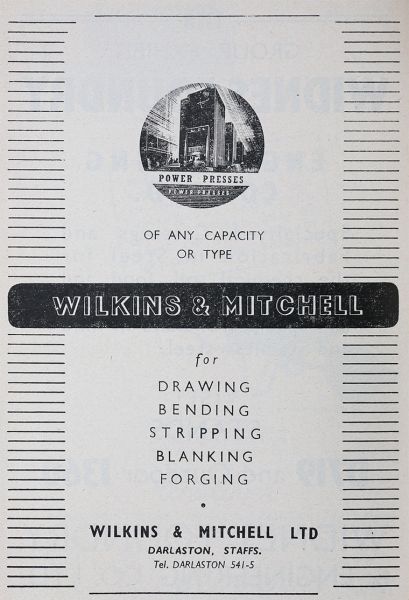 POWER PRESSES
POWER PRESSES
OF ANY CAPACITY
OR TYPE
WILKINS & MITCHELL
for
DRAWING
BENDING
STRIPPING
BLANKING
FORGING
WILKINS & MITCHELL LTD
DARLASTON, STAFFS.
Tel. DARLASTON 541-5